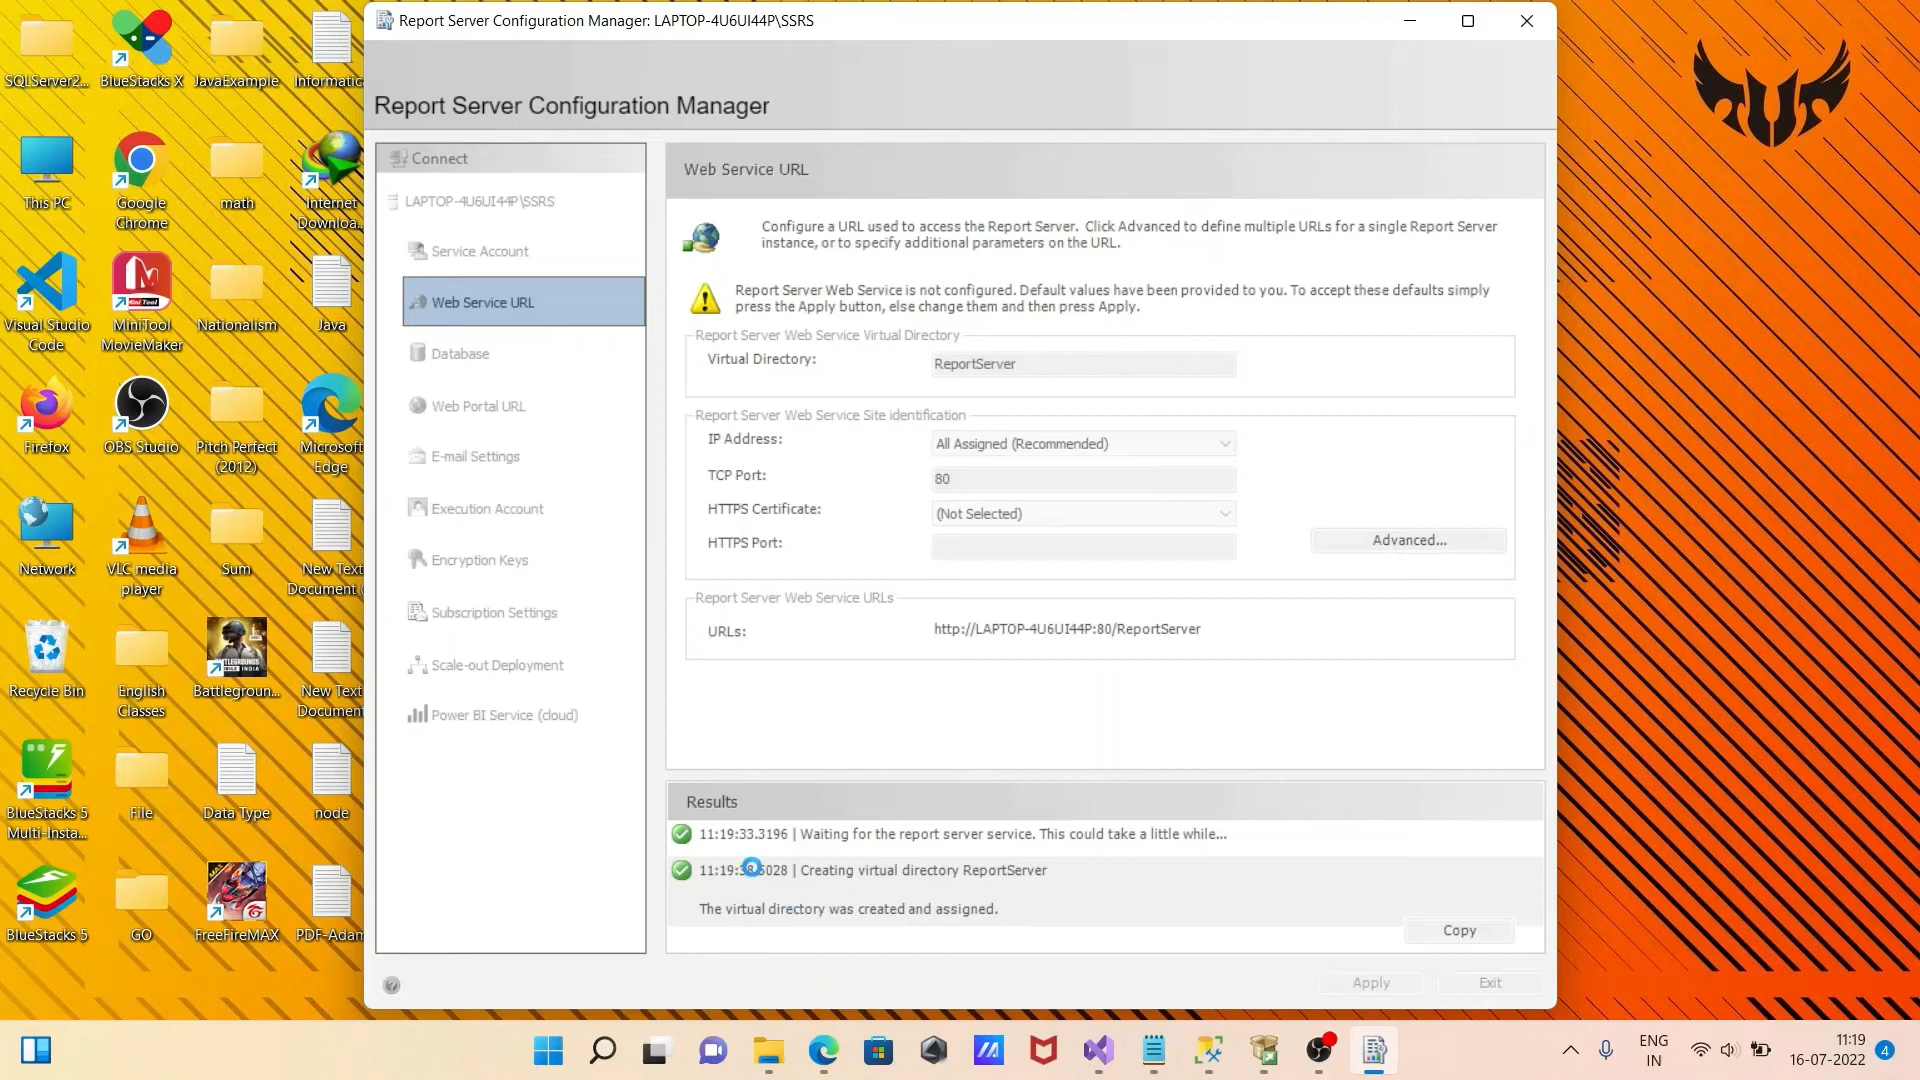 Report Server Configuration Manager: LAPTOP-4U6UI44P\SSRS
Report Server Configuration Manager
Connect
LAPTOP-4U6UI44P\SSRS
Service Account
Web Service URL
Database
Web Portal URL
E-mail Settings
Execution Account
Encryption Keys
Subscription Settings
Scale-out Deployment
Power BI Service (cloud)
Web Service URL
Configure a URL used to access the Report Server. Click Advanced to define multiple URLs for a single Report Server
instance, or to specify additional parameters on the URL.
Report Server Web Service is not configured. Default values have been provided to you. To accept these defaults simply
press the Apply button, else change them and then press Apply.
Report Server Web Service Virtual Directory
Virtual Directory: ReportServer
Report Server Web Service Site identification
IP Address: All Assigned (Recommended)
TCP Port: 80
HTTPS Certificate: (Not Selected)
HTTPS Port:
Advanced...
Report Server Web Service URLs
URLs: http://LAPTOP-4U6UI44P:80/ReportServer
Results
11:19:33.3196 | Waiting for the report server service. This could take a little while...
| Creating virtual directory ReportServer
The virtual directory was created and assigned.
Copy
Apply Exit
SQLServer2... BlueStacks X JavaExample Informatic
This PC Google Chrome math Internet Downloa...
Visual Studio Code MiniTool MovieMaker Nationalism Java
Firefox OBS Studio Pitch Perfect (2012) Microsoft Edge
Network VLC media player Sum New Text Document (
Recycle Bin English Classes Battlegroun... New Text Document
BlueStacks 5 Multi-Insta... File Data Type node
BlueStacks 5 GO FreeFireMAX PDF-Adam
ENG
IN
11:19
16-07-2022
4